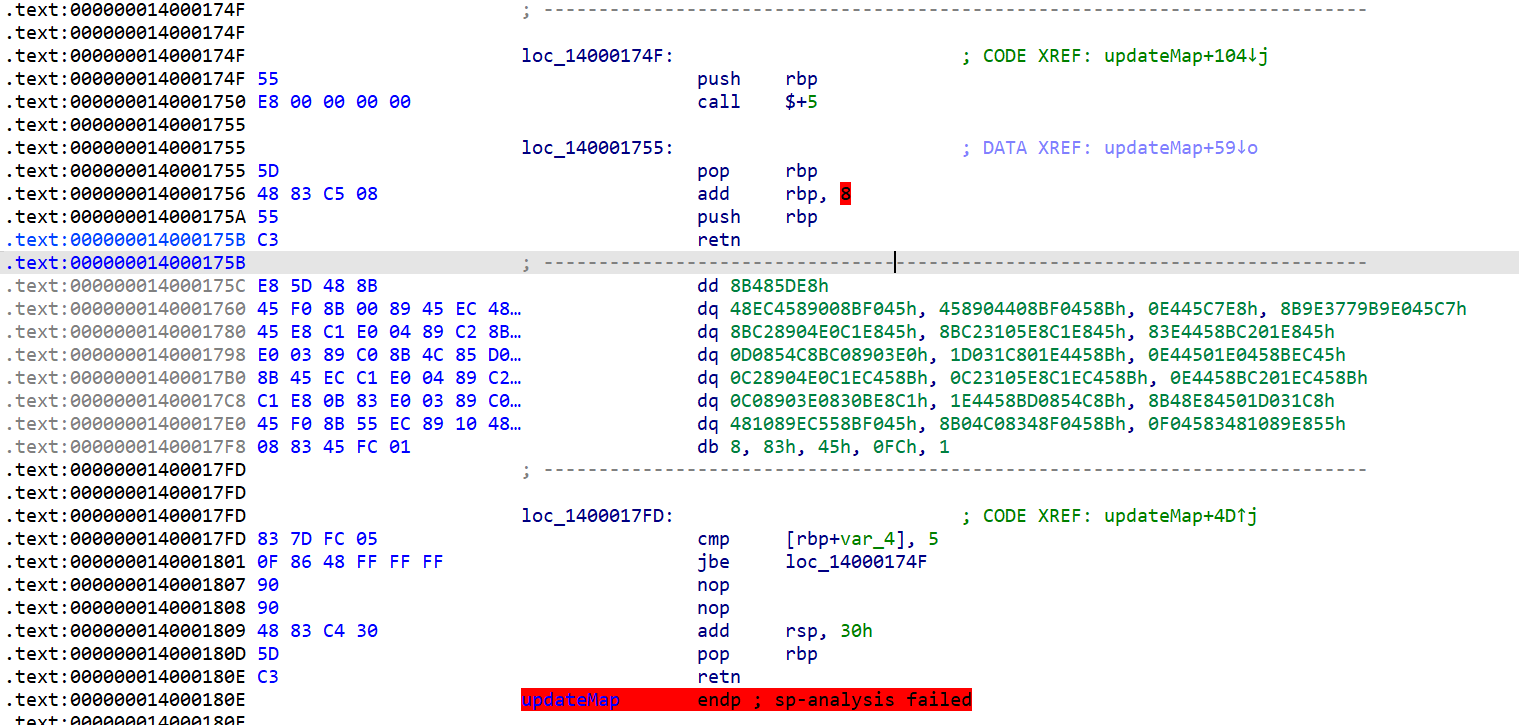 .text:000000014000174F ; ---------------------------------------------------------------------------
.text:000000014000174F
.text:000000014000174F loc_14000174F: ; CODE XREF: updateMap+104↓j
.text:000000014000174F 55 push rbp
.text:0000000140001750 E8 00 00 00 00 call $+5
.text:0000000140001755
.text:0000000140001755 loc_140001755: ; DATA XREF: updateMap+59↓o
.text:0000000140001755 5D pop rbp
.text:0000000140001756 48 83 C5 08 add rbp, 8
.text:000000014000175A 55 push rbp
.text:000000014000175B C3 retn
.text:000000014000175B ; ---------------------------------------------------------------------------
.text:000000014000175C E8 5D 48 8B dd 8B485DE8h
.text:0000000140001760 45 F0 8B 00 89 45 EC 48… dq 48EC4589008BF045h, 458904408BF0458Bh, 0E445C7E8h, 8B9E3779B9E045C7h
.text:0000000140001780 45 E8 C1 E0 04 89 C2 8B… dq 8BC28904E0C1E845h, 8BC23105E8C1E845h, 83E4458BC201E845h
.text:0000000140001798 E0 03 89 C0 8B 4C 85 D0… dq 0D0854C8BC08903E0h, 1D031C801E4458Bh, 0E44501E0458BEC45h
.text:00000001400017B0 8B 45 EC C1 E0 04 89 C2… dq 0C28904E0C1EC458Bh, 0C23105E8C1EC458Bh, 0E4458BC201EC458Bh
.text:00000001400017C8 C1 E8 0B 83 E0 03 89 C0… dq 0C08903E0830BE8C1h, 1E4458BD0854C8Bh, 8B48E84501D031C8h
.text:00000001400017E0 45 F0 8B 55 EC 89 10 48… dq 481089EC558BF045h, 8B04C08348F0458Bh, 0F04583481089E855h
.text:00000001400017F8 08 83 45 FC 01 db 8, 83h, 45h, 0FCh, 1
.text:00000001400017FD ; ---------------------------------------------------------------------------
.text:00000001400017FD
.text:00000001400017FD loc_1400017FD: ; CODE XREF: updateMap+4D↑j
.text:00000001400017FD 83 7D FC 05 cmp [rbp+var_4], 5
.text:0000000140001801 0F 86 48 FF FF FF jbe loc_14000174F
.text:0000000140001807 90 nop
.text:0000000140001808 90 nop
.text:0000000140001809 48 83 C4 30 add rsp, 30h
.text:000000014000180D 5D pop rbp
.text:000000014000180E C3 retn
.text:000000014000180E updateMap endp ; sp-analysis failed
.text:000000014000180E